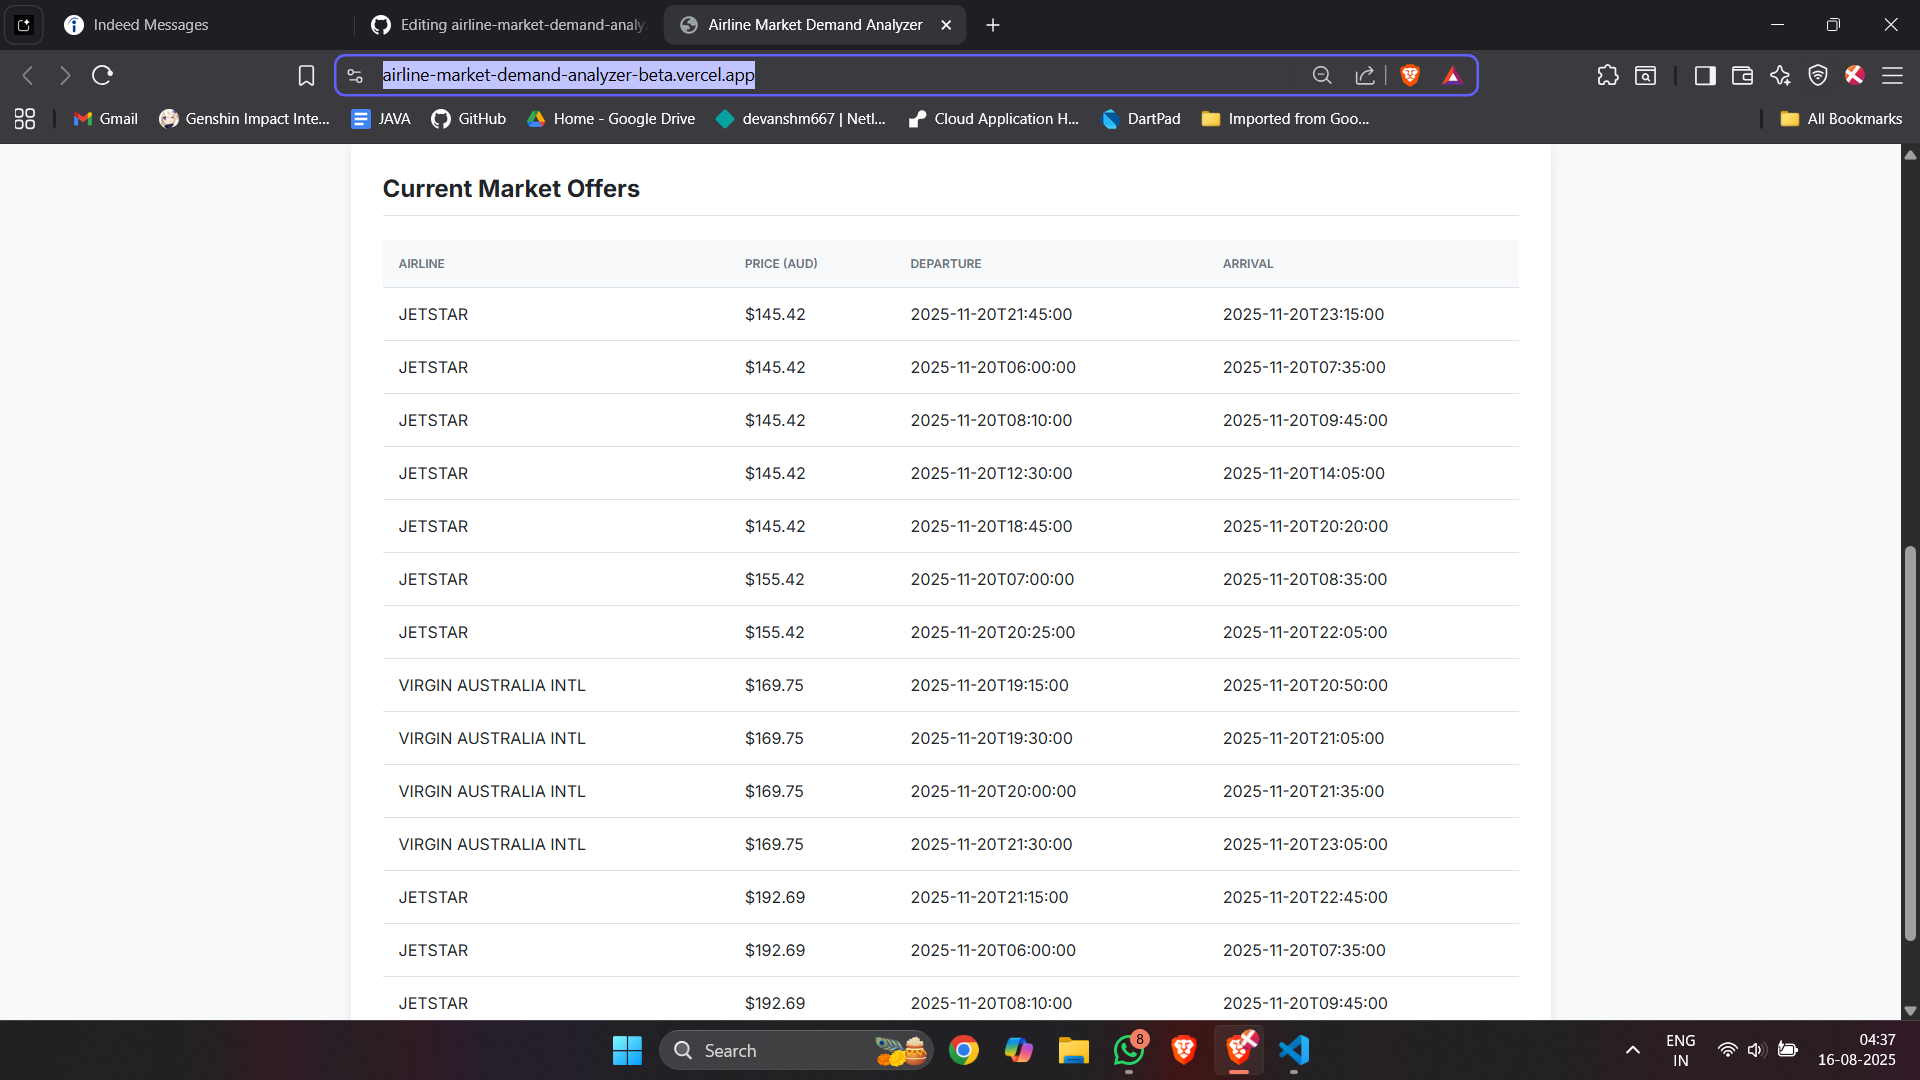 Indeed Messages
Editing airline-market-demand-analy
Airline Market Demand Analyzer
airline-market-demand-analyzer-beta.vercel.app
Gmail
Genshin Impact Inte...
JAVA
GitHub
Home - Google Drive
devanshm667 | Netl...
Cloud Application H...
DartPad
Imported from Goo...
All Bookmarks
Current Market Offers
AIRLINE PRICE (AUD) DEPARTURE ARRIVAL
JETSTAR $145.42 2025-11-20T21:45:00 2025-11-20T23:15:00
JETSTAR $145.42 2025-11-20T06:00:00 2025-11-20T07:35:00
JETSTAR $145.42 2025-11-20T08:10:00 2025-11-20T09:45:00
JETSTAR $145.42 2025-11-20T12:30:00 2025-11-20T14:05:00
JETSTAR $145.42 2025-11-20T18:45:00 2025-11-20T20:20:00
JETSTAR $155.42 2025-11-20T07:00:00 2025-11-20T08:35:00
JETSTAR $155.42 2025-11-20T20:25:00 2025-11-20T22:05:00
VIRGIN AUSTRALIA INTL $169.75 2025-11-20T19:15:00 2025-11-20T20:50:00
VIRGIN AUSTRALIA INTL $169.75 2025-11-20T19:30:00 2025-11-20T21:05:00
VIRGIN AUSTRALIA INTL $169.75 2025-11-20T20:00:00 2025-11-20T21:35:00
VIRGIN AUSTRALIA INTL $169.75 2025-11-20T21:30:00 2025-11-20T23:05:00
JETSTAR $192.69 2025-11-20T21:15:00 2025-11-20T22:45:00
JETSTAR $192.69 2025-11-20T06:00:00 2025-11-20T07:35:00
JETSTAR $192.69 2025-11-20T08:10:00 2025-11-20T09:45:00
Search
8
ENG
IN
04:37
16-08-2025